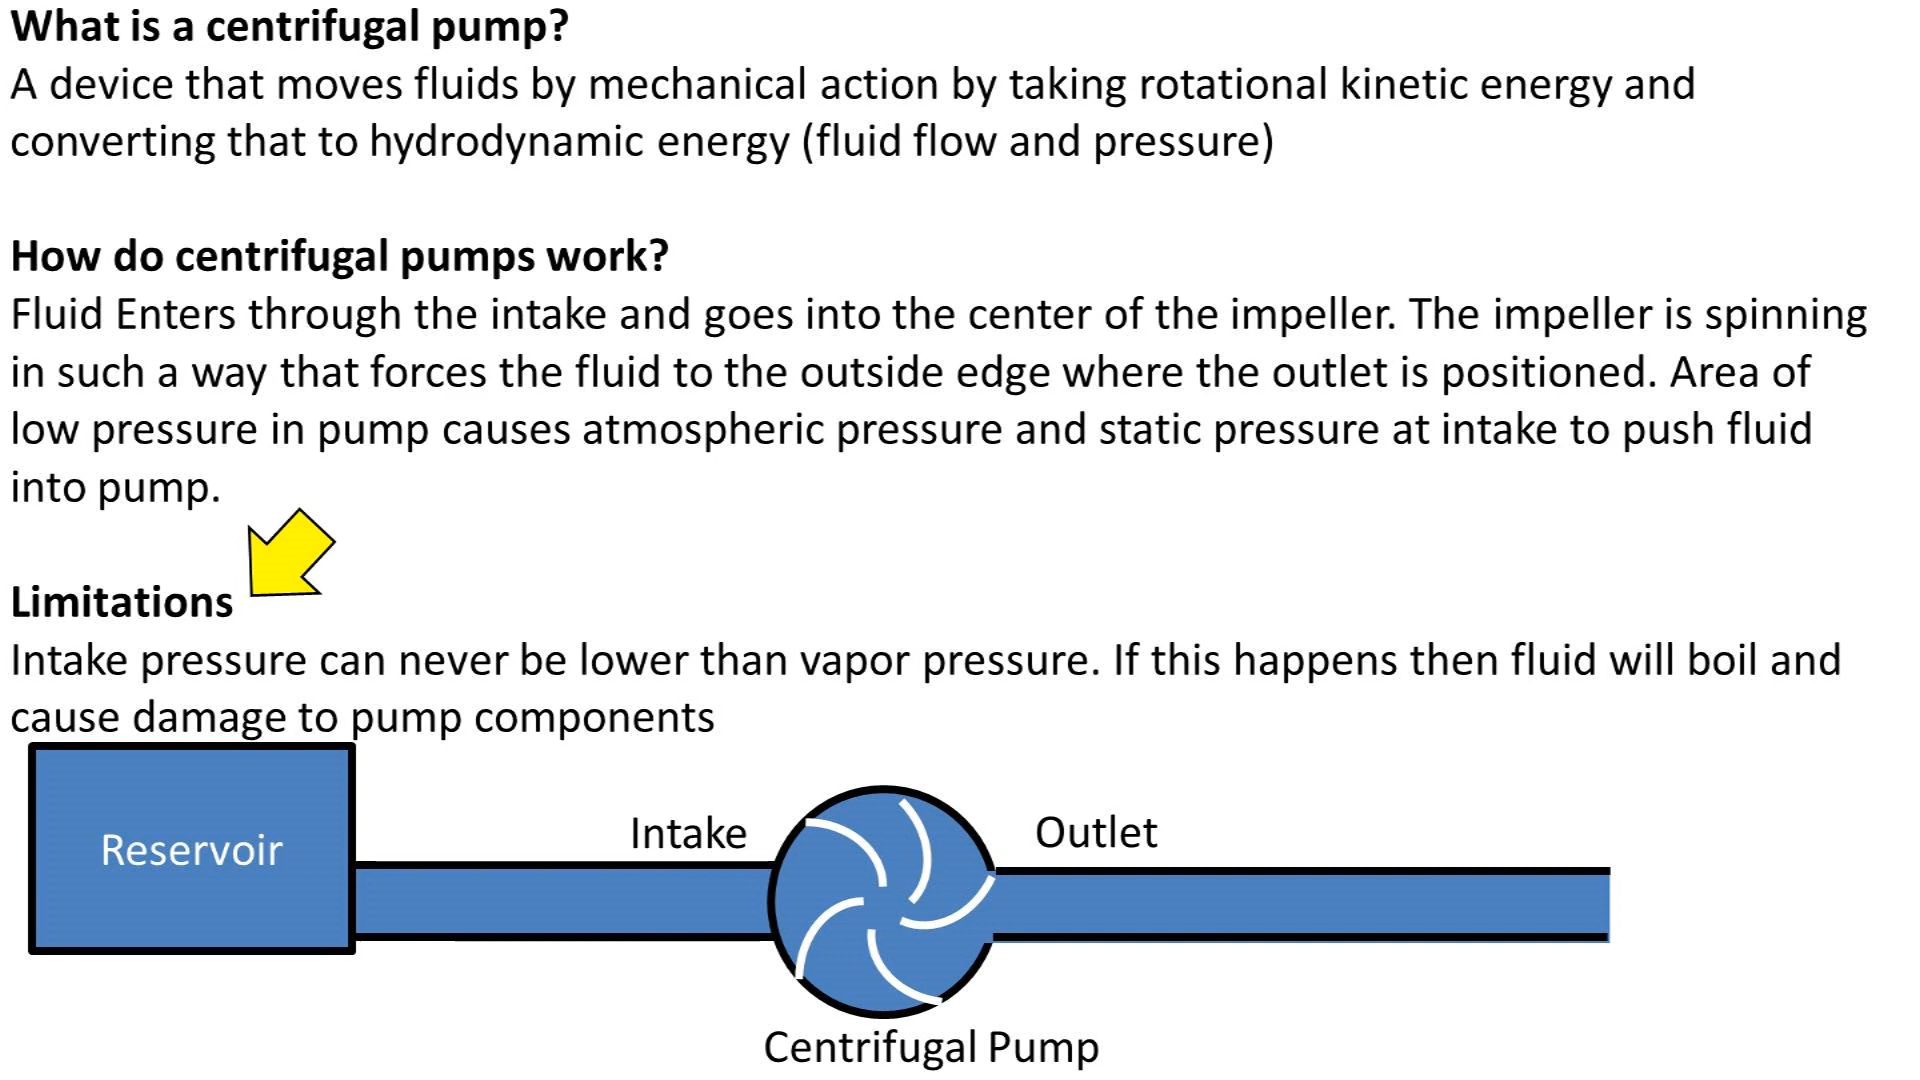 What is a centrifugal pump?
A device that moves fluids by mechanical action by taking rotational kinetic energy and
converting that to hydrodynamic energy (fluid flow and pressure)
How do centrifugal pumps work?
Fluid Enters through the intake and goes into the center of the impeller. The impeller is spinning
in such a way that forces the fluid to the outside edge where the outlet is positioned. Area of
low pressure in pump causes atmospheric pressure and static pressure at intake to push fluid
into pump.
Limitations
Intake pressure can never be lower than vapor pressure. If this happens then fluid will boil and
cause damage to pump components
Reservoir
Intake
Outlet
Centrifugal Pump